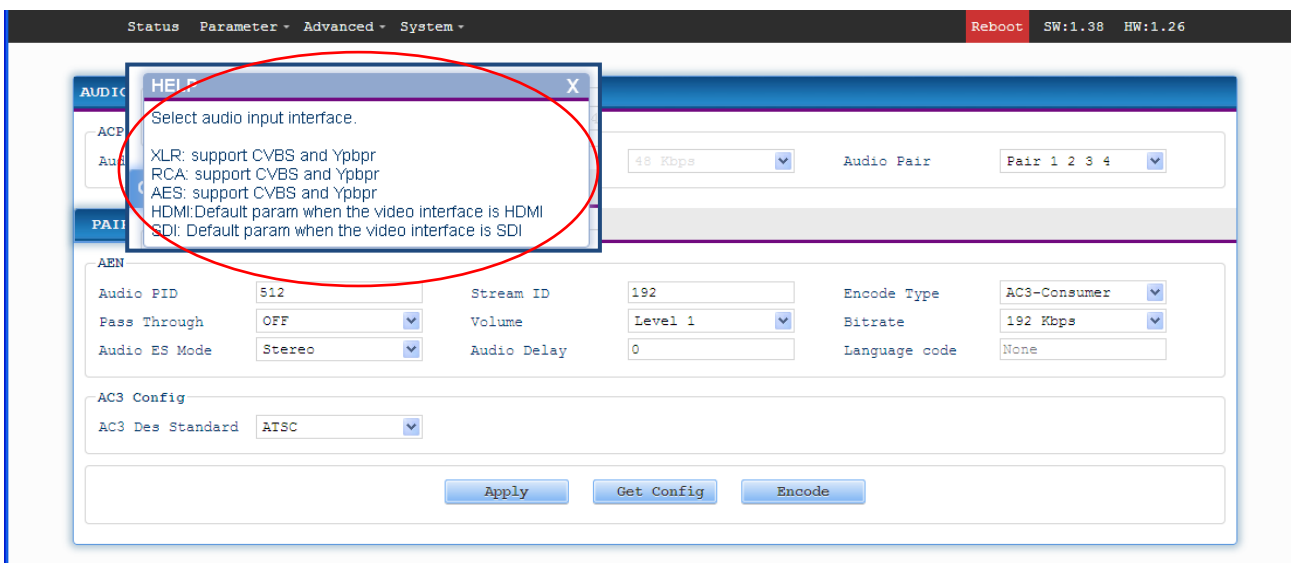 Status Parameter Advanced System Reboot SW:1.38 HW:1.26
AUDIO
HELP X
Select audio input interface.
XLR: support CVBS and Ypbpr
RCA: support CVBS and Ypbpr
AES: support CVBS and Ypbpr
HDMI:Default param when the video interface is HDMI
SDI: Default param when the video interface is SDI
ACP
Aud 48 Kbps Audio Pair Pair 1 2 3 4
PAI
AEN
Audio PID 512 Stream ID 192 Encode Type AC3-Consumer
Pass Through OFF Volume Level 1 Bitrate 192 Kbps
Audio ES Mode Stereo Audio Delay 0 Language code None
AC3 Config
AC3 Des Standard ATSC
Apply Get Config Encode